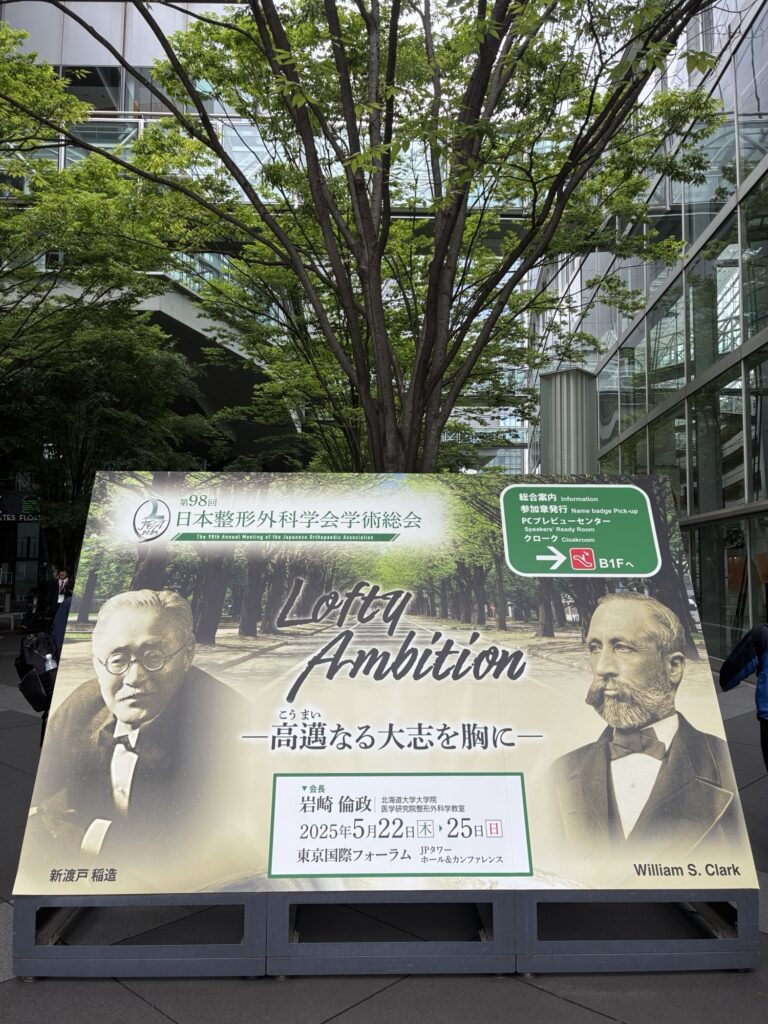 第98回
日本整形外科学会学術総会
The 98th Annual Meeting of the Japanese Orthopaedic Association
総合案内 Information
参加章発行 Name badge Pick-up
PCプレビューセンター
Speakers' Ready Room
クローク Cloakroom
B1Fへ
Lofty
Ambition
こうまい
―高邁なる大志を胸に―
▼会長
岩崎 倫政
北海道大学大学院
医学研究院整形外科学教室
2025年5月22日木 25日日
東京国際フォーラム
JPタワー
ホール&カンファレンス
新渡戸 稲造
William S. Clark